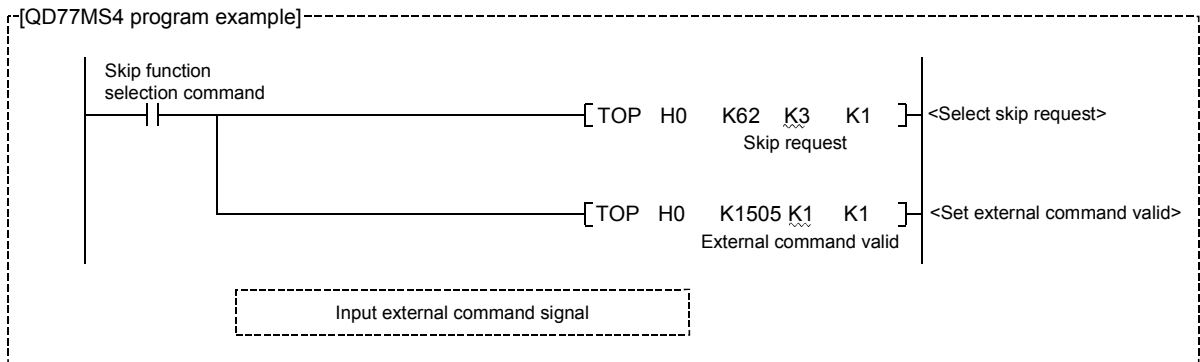 [QD77MS4 program example]
Skip function
selection command
TOP H0 K62 K3 K1 <Select skip request>
Skip request
TOP H0 K1505 K1 K1 <Set external command valid>
External command valid
Input external command signal